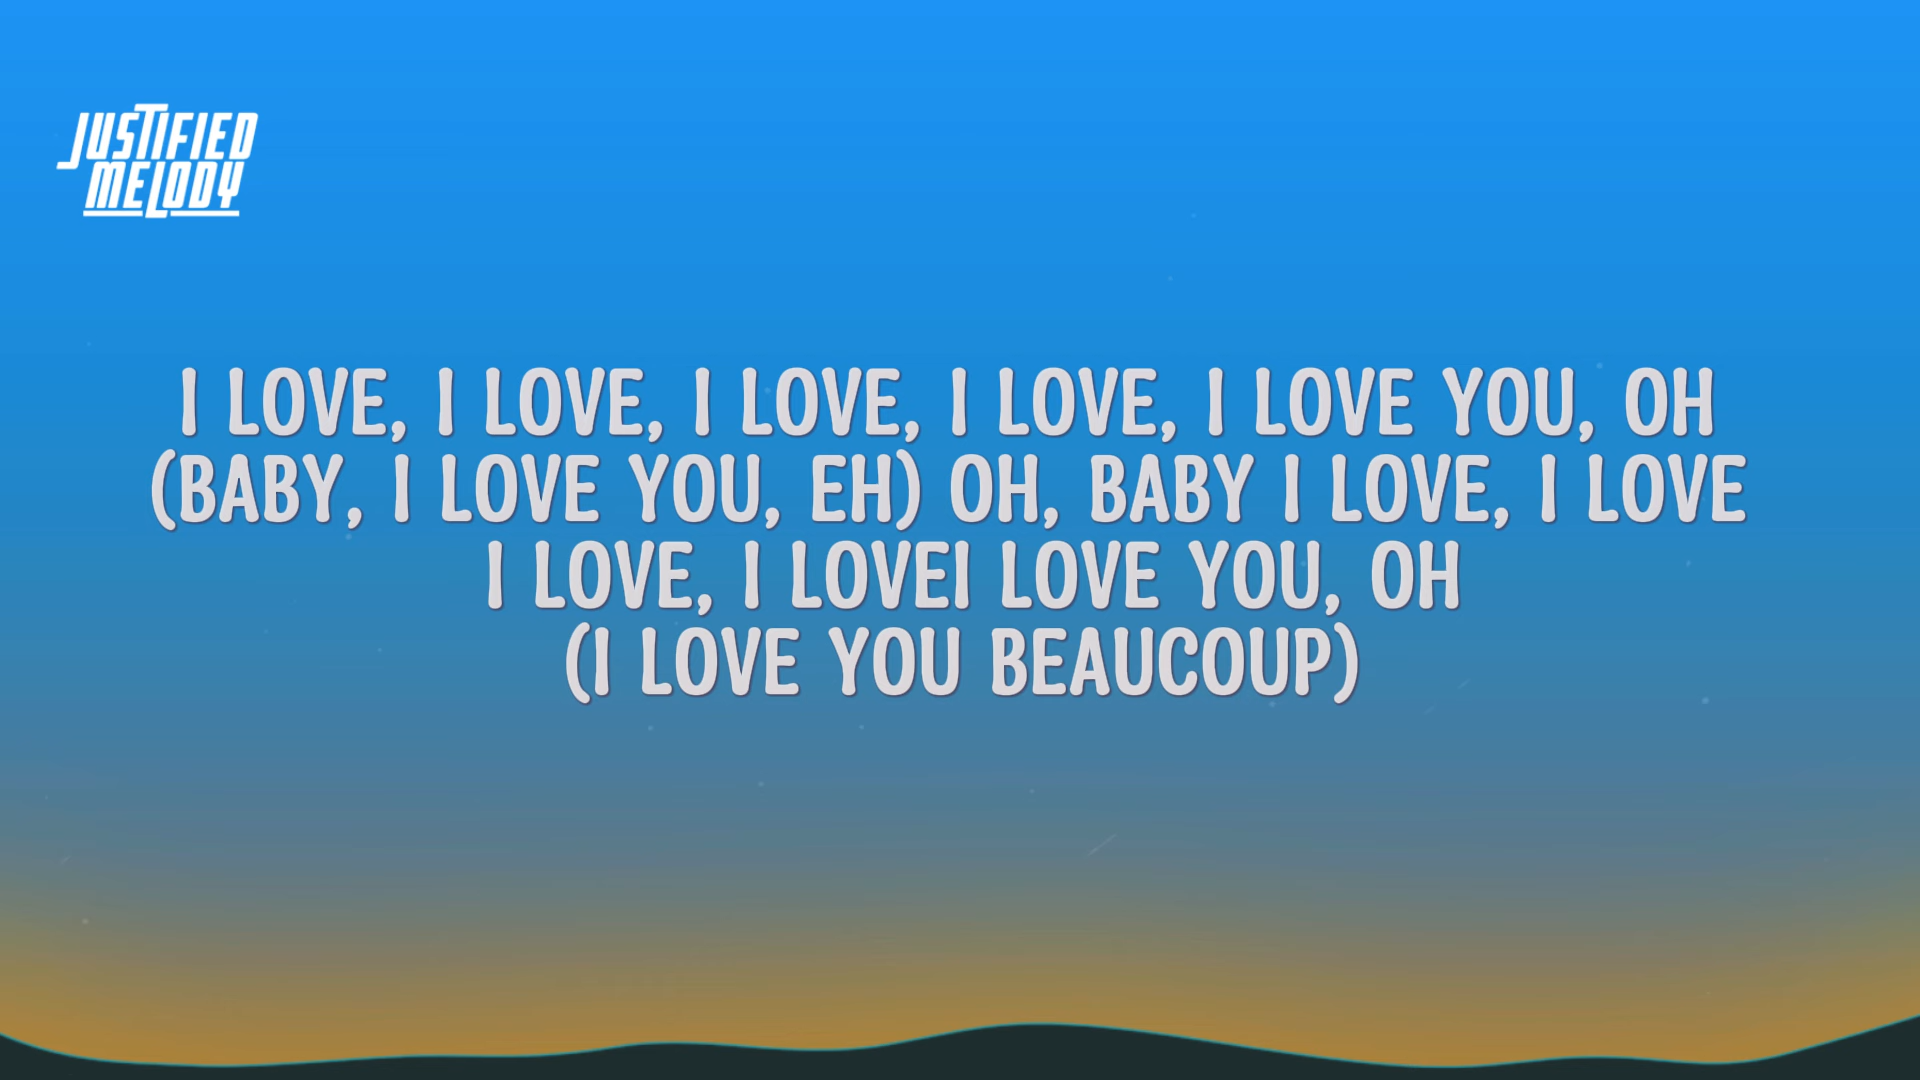 JUSTIFIED
MELODY
I LOVE, I LOVE, I LOVE, I LOVE, I LOVE YOU, OH
(BABY, I LOVE YOU, EH) OH, BABY I LOVE, I LOVE
I LOVE, I LOVEI LOVE YOU, OH
(I LOVE YOU BEAUCOUP)